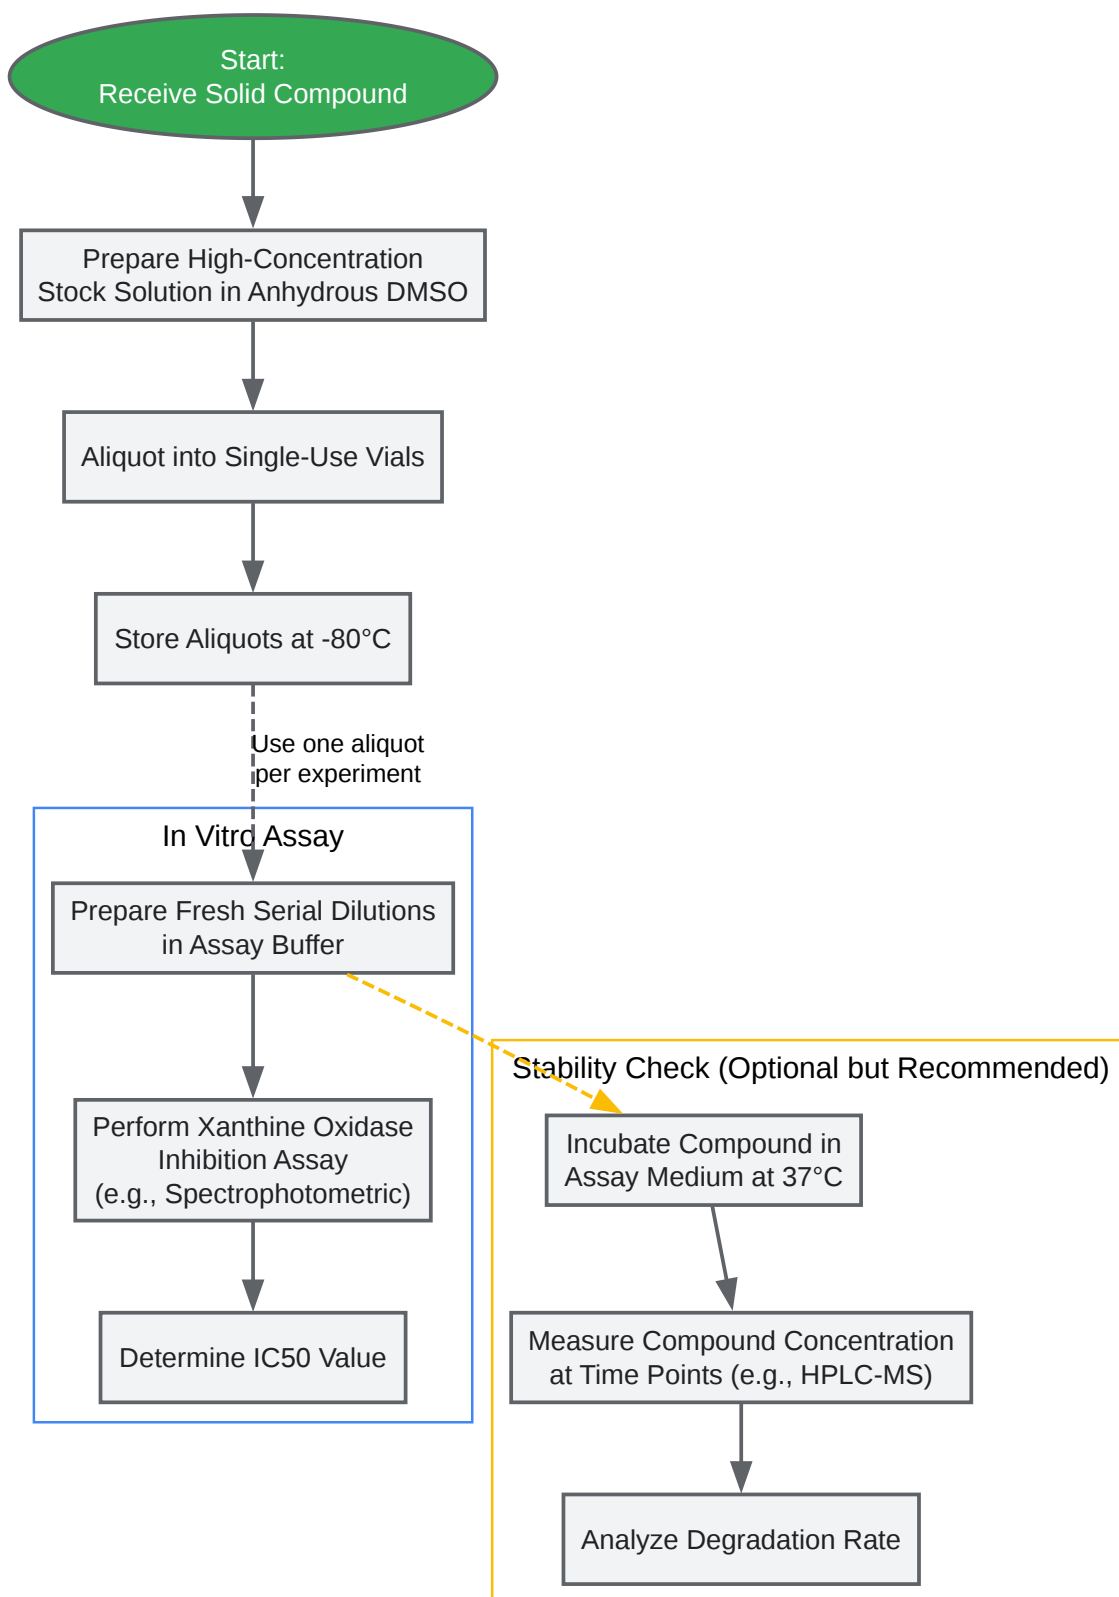 Start:
Receive Solid Compound
Prepare High-Concentration
Stock Solution in Anhydrous DMSO
Aliquot into Single-Use Vials
Store Aliquots at -80°C
Use one aliquot
per experiment
In Vitro Assay
Prepare Fresh Serial Dilutions
in Assay Buffer
Perform Xanthine Oxidase
Inhibition Assay
(e.g., Spectrophotometric)
Determine IC50 Value
Stability Check (Optional but Recommended)
Incubate Compound in
Assay Medium at 37°C
Measure Compound Concentration
at Time Points (e.g., HPLC-MS)
Analyze Degradation Rate